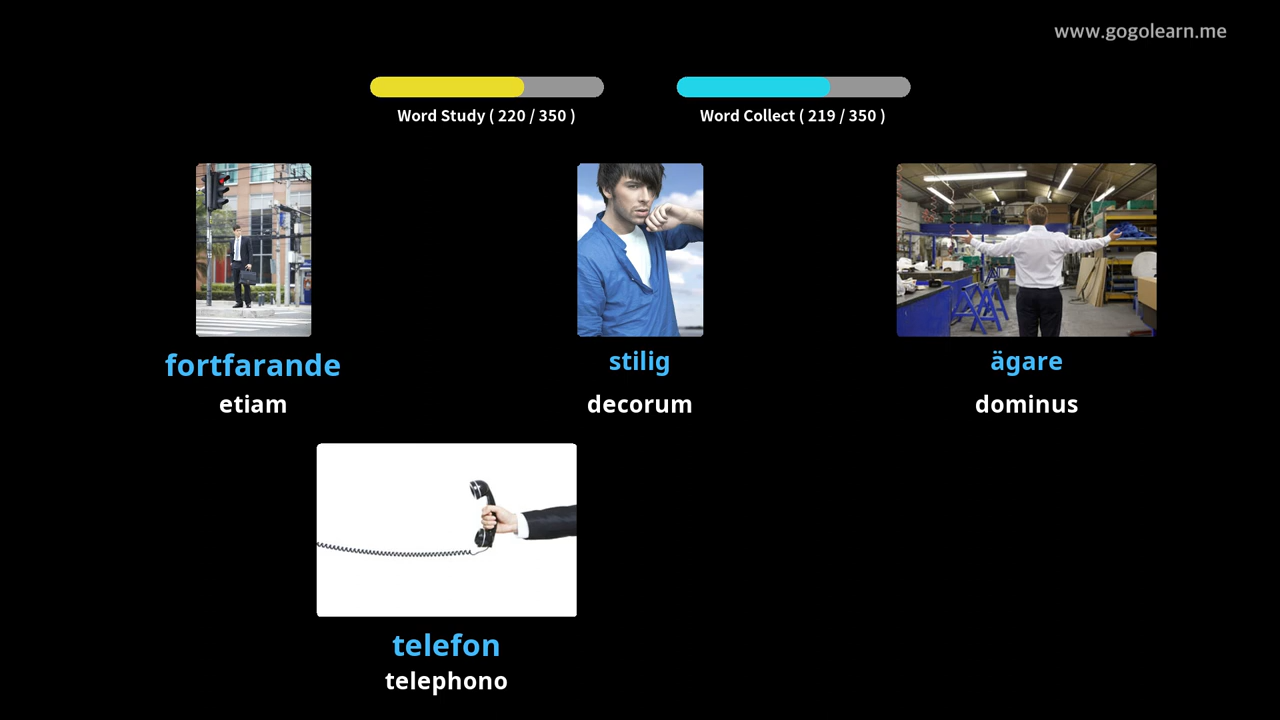 www.gogolearn.me
Word Study ( 220 / 350 )
Word Collect ( 219 / 350 )
fortfarande
etiam
stilig
decorum
ägare
dominus
telefon
telephono